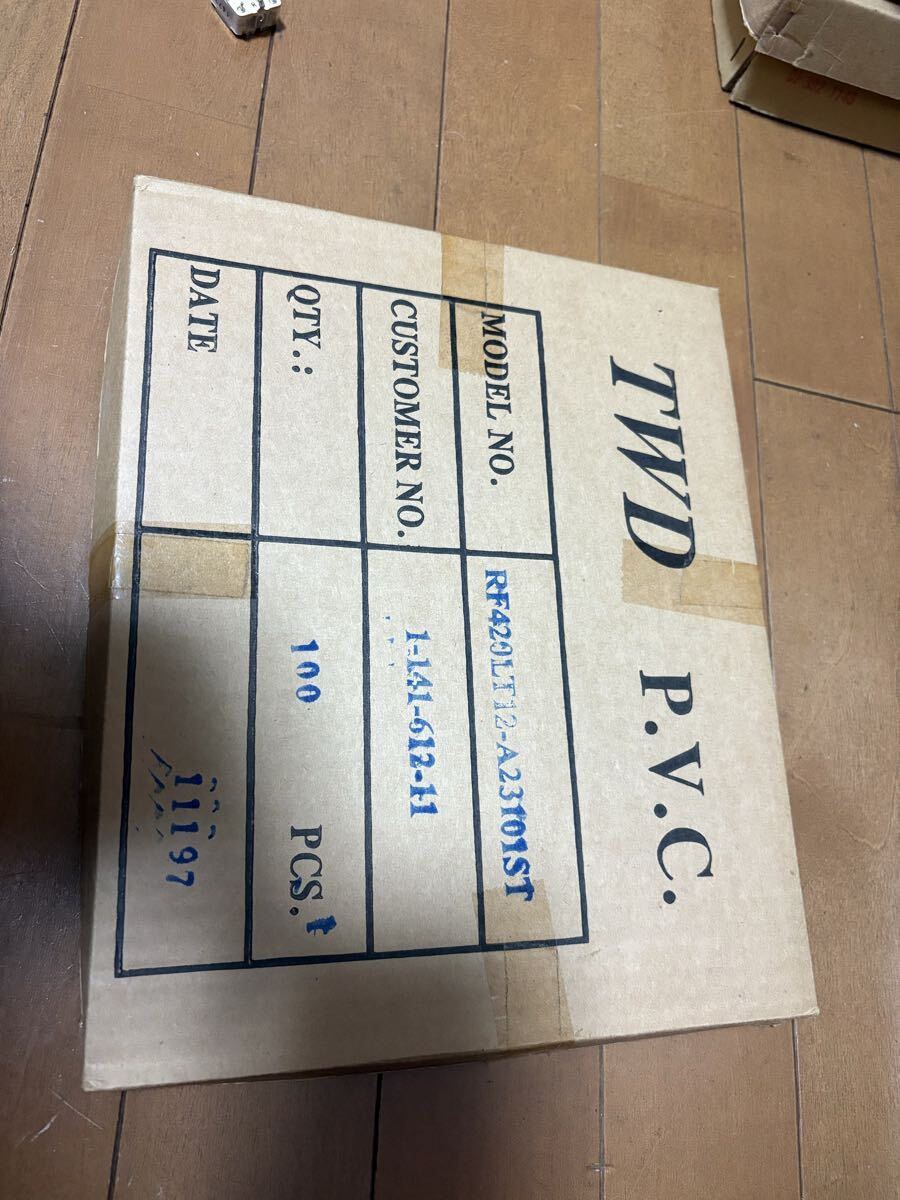 TWD P.V.C.
MODEL NO. RF420LT12-A23101ST
CUSTOMER NO. 1-141-612-11
QTY.: 100 PCS.
DATE 11197